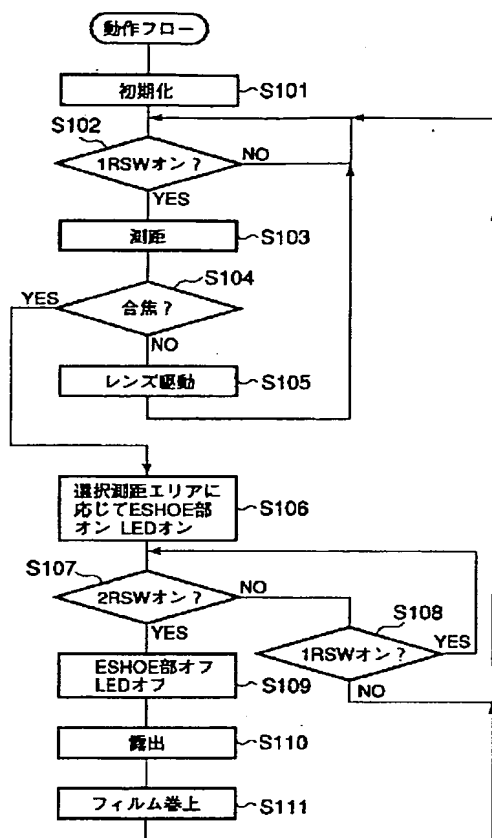 動作フロー
初期化
S101
S102
1RSWオン?
NO
YES
測距
S103
S104
YES
合焦?
NO
レンズ駆動
S105
選択測距エリアに
応じてESHOE部
オン LEDオン
S106
S107
2RSWオン?
NO
YES
S108
1RSWオン?
YES
NO
ESHOE部オフ
LEDオフ
S109
露出
S110
フィルム巻上
S111